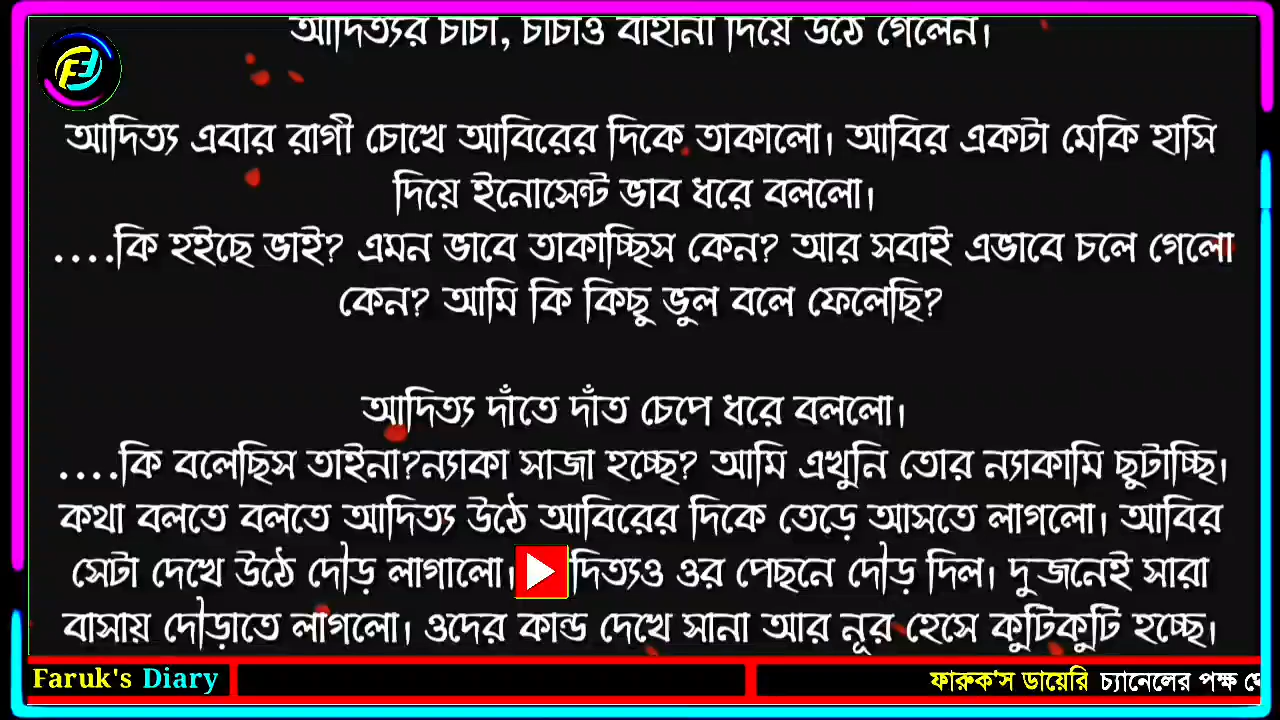 আদিত্যর চাচা, চাচাও বাহানা দিয়ে উঠে গেলেন।
আদিত্য এবার রাগী চোখে আবিরের দিকে তাকালো। আবির একটা মেকি হাসি
দিয়ে ইনোসেন্ট ভাব ধরে বললো।
....কি হইছে ভাই? এমন ভাবে তাকাচ্ছিস কেন? আর সবাই এভাবে চলে গেলো
কেন? আমি কি কিছু ভুল বলে ফেলেছি?
আদিত্য দাঁতে দাঁত চেপে ধরে বললো।
....কি বলেছিস তাইনা?ন্যাকা সাজা হচ্ছে? আমি এখুনি তোর ন্যাকামি ছুটাচ্ছি।
কথা বলতে বলতে আদিত্য উঠে আবিরের দিকে তেড়ে আসতে লাগলো। আবির
সেটা দেখে উঠে দৌড় লাগালো। দিত্যও ওর পেছনে দৌড় দিল। দু'জনেই সারা
বাসায় দৌড়াতে লাগলো। ওদের কান্ড দেখে সানা আর নূর হেসে কুটিকুটি হচ্ছে।
Faruk's Diary
ফারুক'স ডায়েরি চ্যানেলের পক্ষ